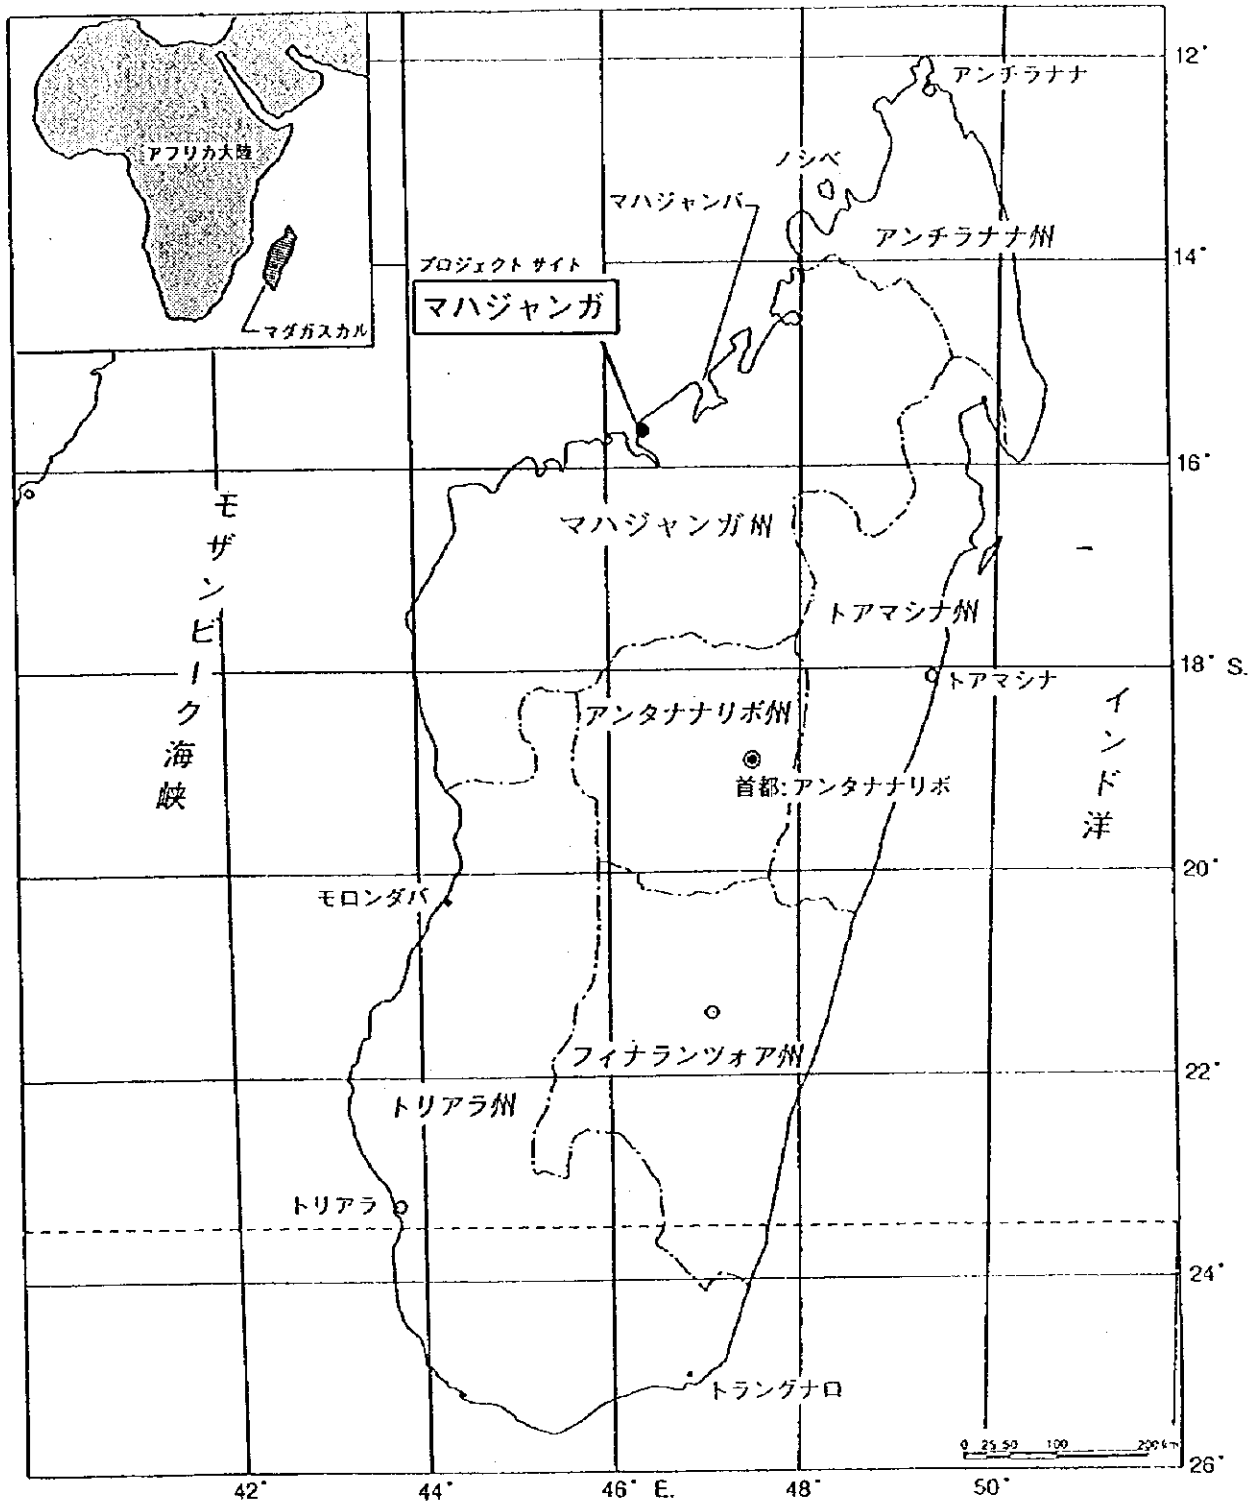 アフリカ大陸
マダガスカル
12°
アンチラナナ
ノシベ
マハジャンバ
アンチラナナ州
14°
プロジェクト サイト
マハジャンガ
16°
モザンビーク海峡
マハジャンガ州
トアマシナ州
18° S.
トアマシナ
アンタナナリボ州
インド洋
首都:アンタナナリボ
20°
モロンダバ
フィナランツォア州
22°
トリアラ州
トリアラ
24°
トラングナロ
0 25 50 100 200km
26°
42° 44° 46° E. 48° 50°